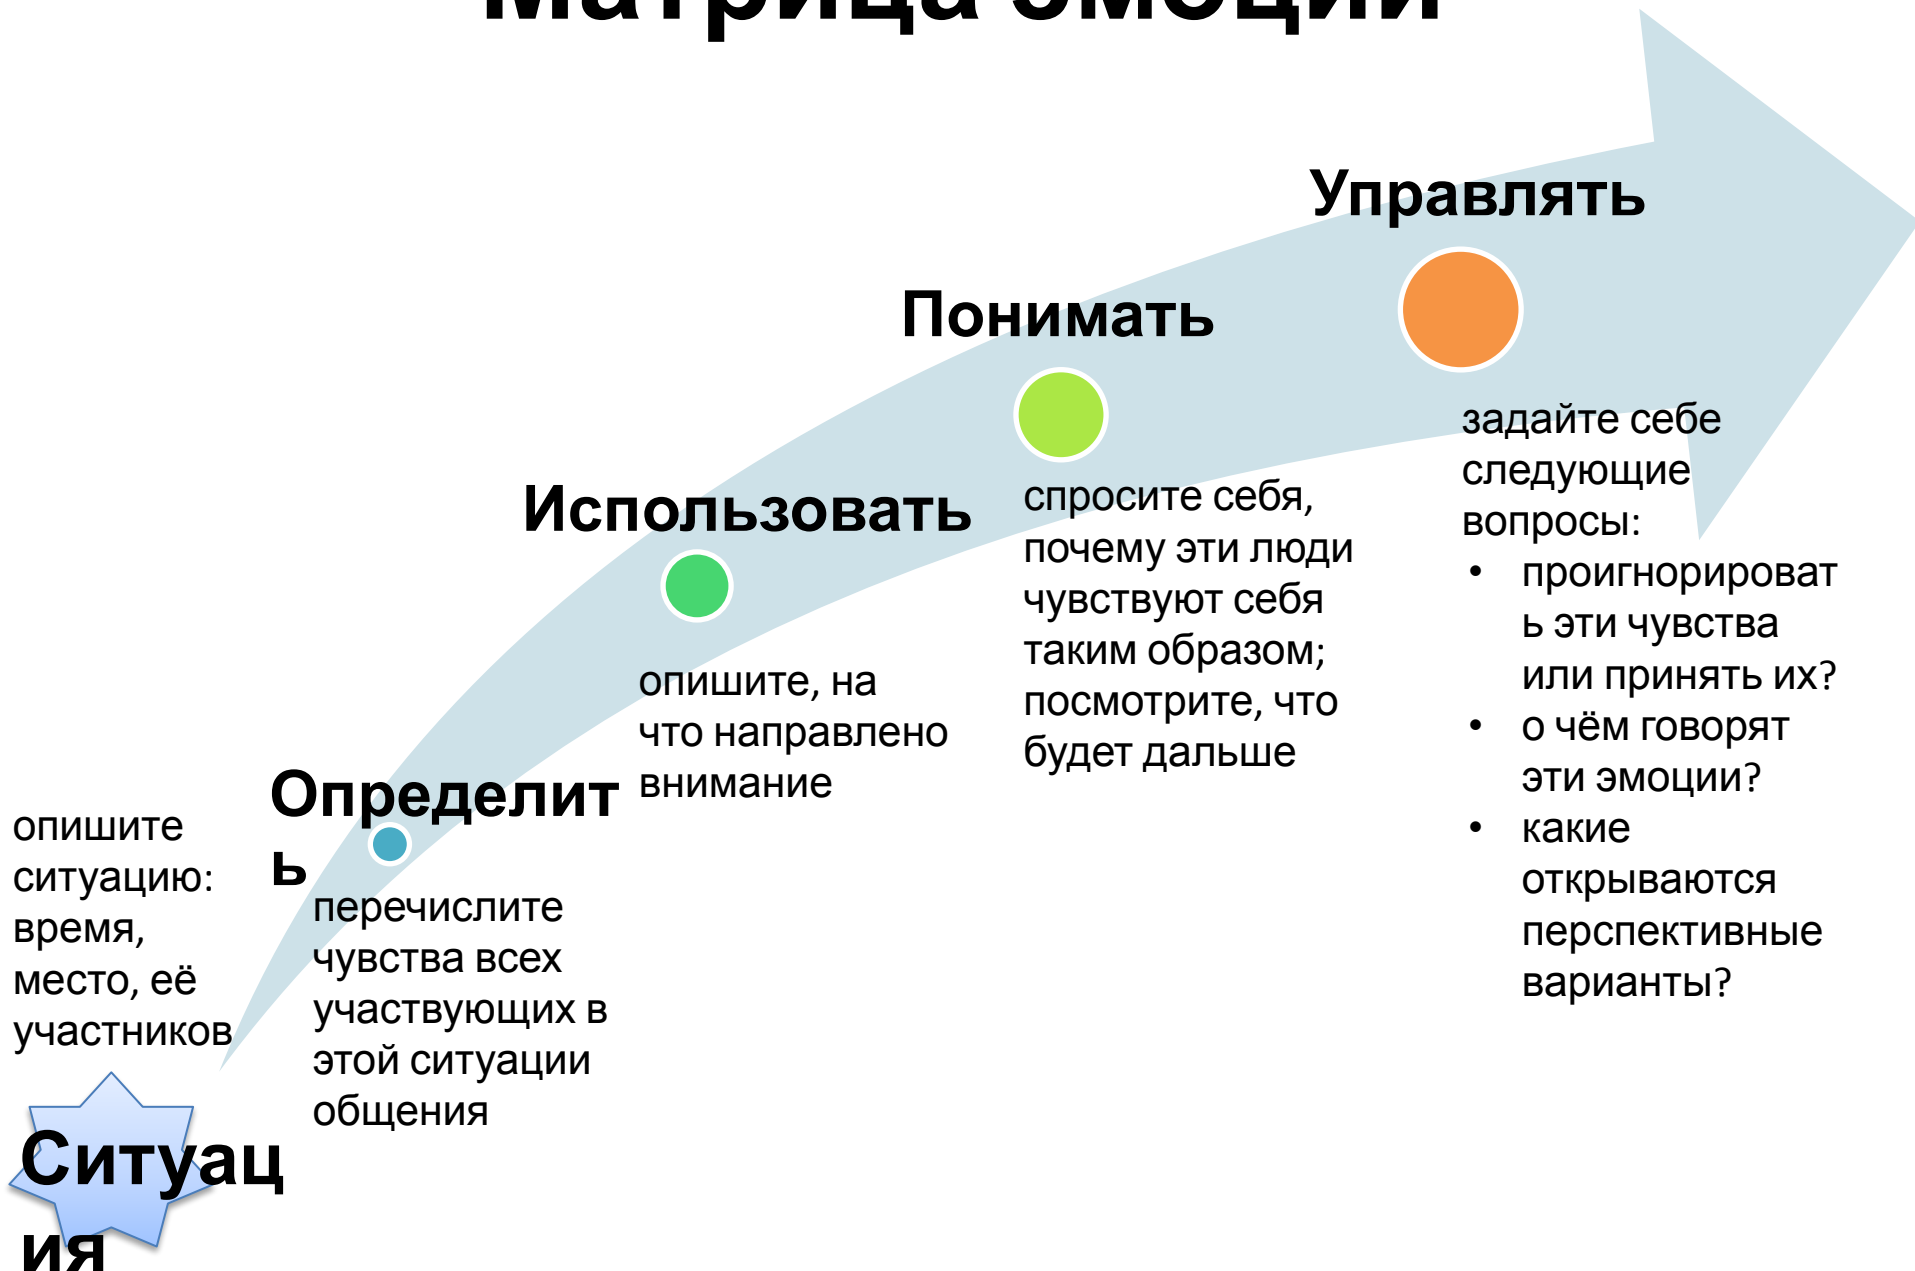 Матрица эмоций
Управлять
задайте себе
следующие
вопросы:
• проигнорироват
ь эти чувства
или принять их?
• о чём говорят
эти эмоции?
• какие
открываются
перспективные
варианты?
Понимать
спросите себя,
почему эти люди
чувствуют себя
таким образом;
посмотрите, что
будет дальше
Использовать
опишите, на
что направлено
внимание
Определит
ь
перечислите
чувства всех
участвующих в
этой ситуации
общения
опишите
ситуацию:
время,
место, её
участников
Ситуац
ия